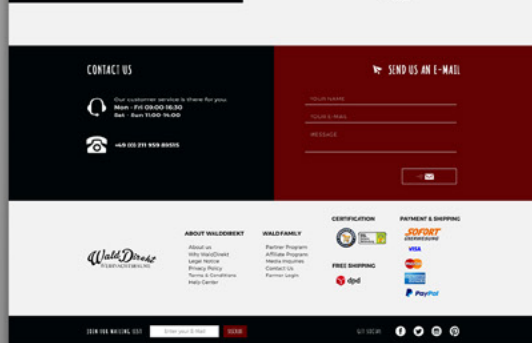 CONTACT US
Our customer service is there for you
Mon - Fri 09:00-16:30
Sat - Sun 11:00-14:00
+49 (0) 211 959 89515
SEND US AN E-MAIL
YOUR NAME
YOUR E-MAIL
MESSAGE
WaldDirekt
ABOUT WALDDIREKT
About us
Why WaldDirekt
Legal Notice
Privacy Policy
Terms & Conditions
Help Center
WALDFAMILY
Partner Program
Affiliate Program
Media Inquiries
Contact Us
Partner Login
CERTIFICATION
FREE SHIPPING
dpd
PAYMENT & SHIPPING
SOFORT
ÜBERWEISUNG
VISA
PayPal
JOIN OUR MAILING LIST
Enter your E-Mail
GET SOCIAL